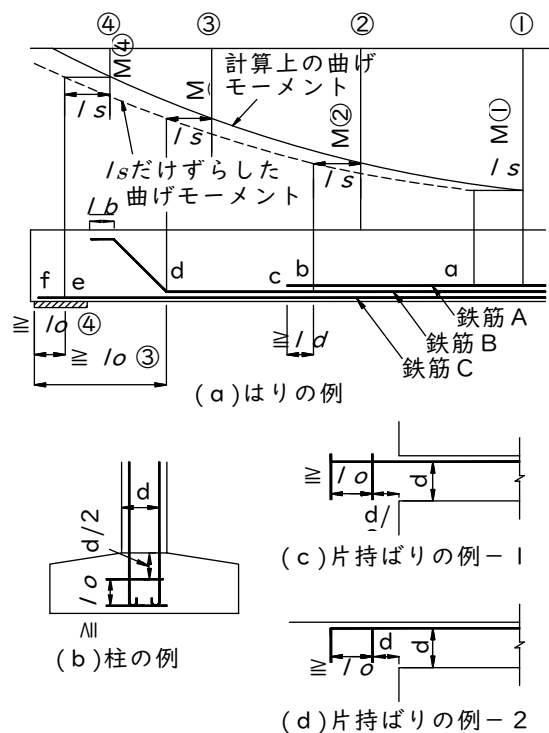 ④ ③ ② ①
M④
M(
M②
M①
計算上の曲げ
モーメント
ls
ls
ls
ls
lsだけずらした
曲げモーメント
lb
f e d c b a
鉄筋A
鉄筋B
鉄筋C
≧ lo ④
≧ ld
≧ lo ③
(a)はりの例
d
d/2
lo
≧
(b)柱の例
≧ lo
d/
d
(c)片持ばりの例-1
≧ lo
d
d
(d)片持ばりの例-2